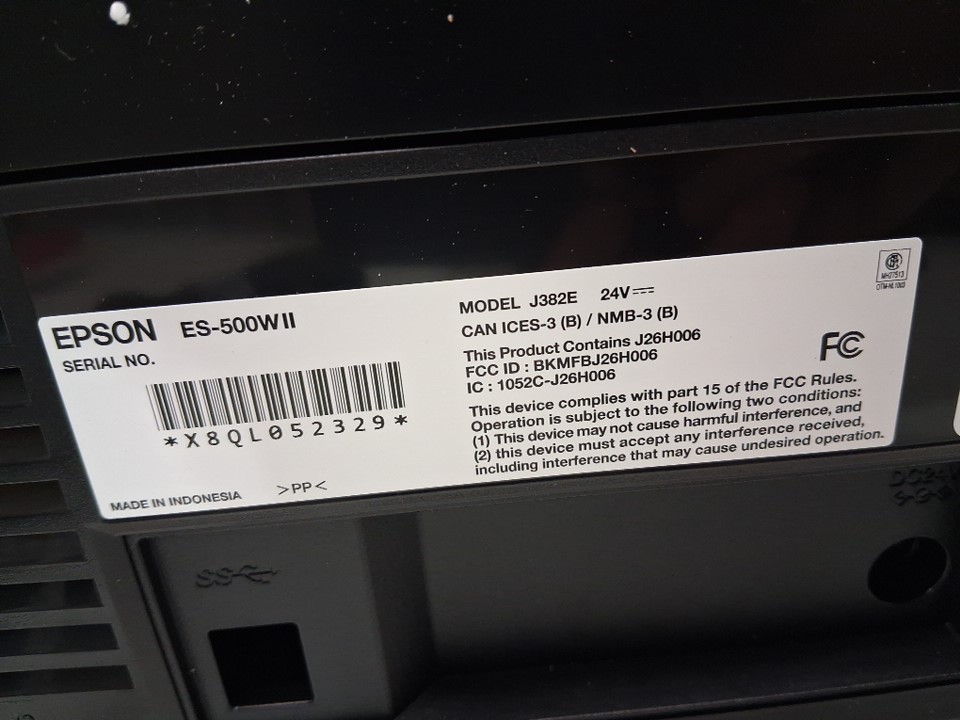 EPSON ES-500WII
SERIAL NO.
*X8QL052329*
MADE IN INDONESIA >PP<
MODEL J382E 24V
CAN ICES-3 (B) / NMB-3 (B)
This Product Contains J26H006
FCC ID : BKMFBJ26H006
IC : 1052C-J26H006
FC
This device complies with part 15 of the FCC Rules.
Operation is subject to the following two conditions:
(1) This device may not cause harmful interference, and
(2) this device must accept any interference received,
including interference that may cause undesired operation.
MH27513
DC24V